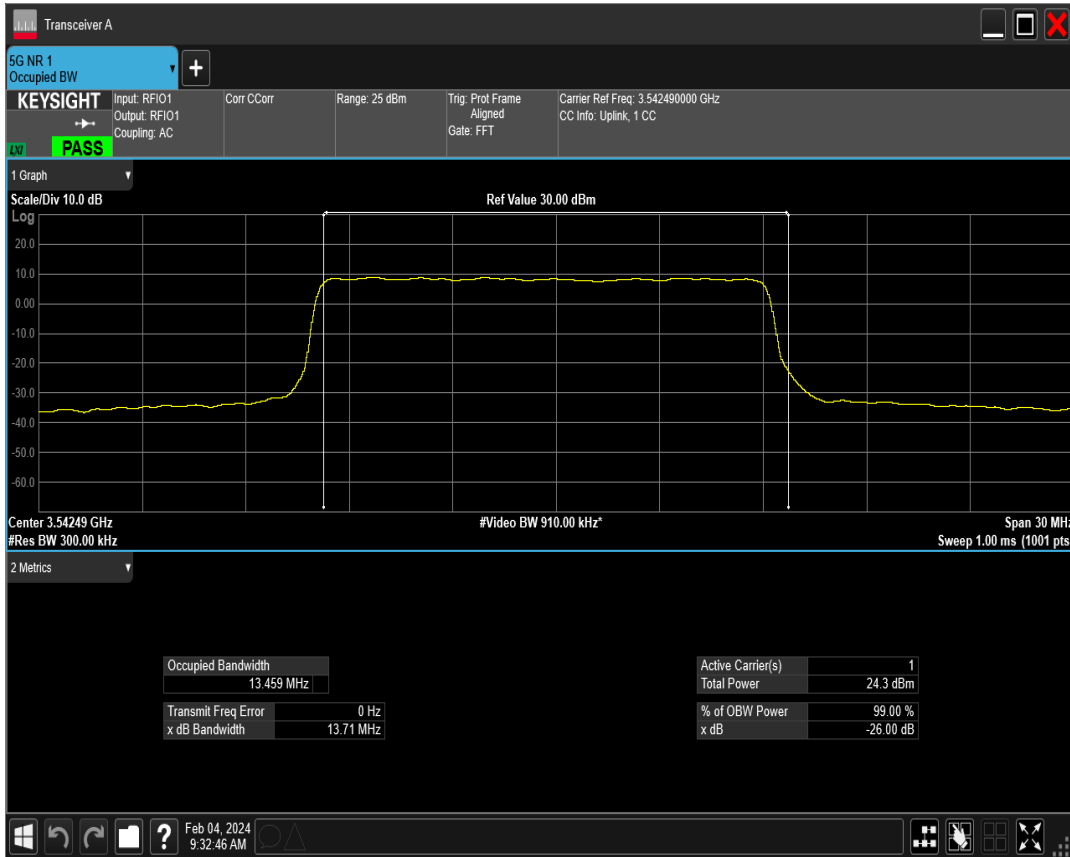 Transceiver A
5G NR 1
Occupied BW
KEYSIGHT
LXI
PASS
Input: RFIO1
Output: RFIO1
Coupling: AC
Corr CCorr
Range: 25 dBm
Trig: Prot Frame
Aligned
Gate: FFT
Carrier Ref Freq: 3.542490000 GHz
CC Info: Uplink, 1 CC
1 Graph
Scale/Div 10.0 dB
Ref Value 30.00 dBm
Log
20.0
10.0
0.00
-10.0
-20.0
-30.0
-40.0
-50.0
-60.0
Center 3.54249 GHz
#Video BW 910.00 kHz*
Span 30 MHz
#Res BW 300.00 kHz
Sweep 1.00 ms (1001 pts
2 Metrics
Occupied Bandwidth
13.459 MHz
Transmit Freq Error 0 Hz
x dB Bandwidth 13.71 MHz
Active Carrier(s) 1
Total Power 24.3 dBm
% of OBW Power 99.00 %
x dB -26.00 dB
Feb 04, 2024
9:32:46 AM